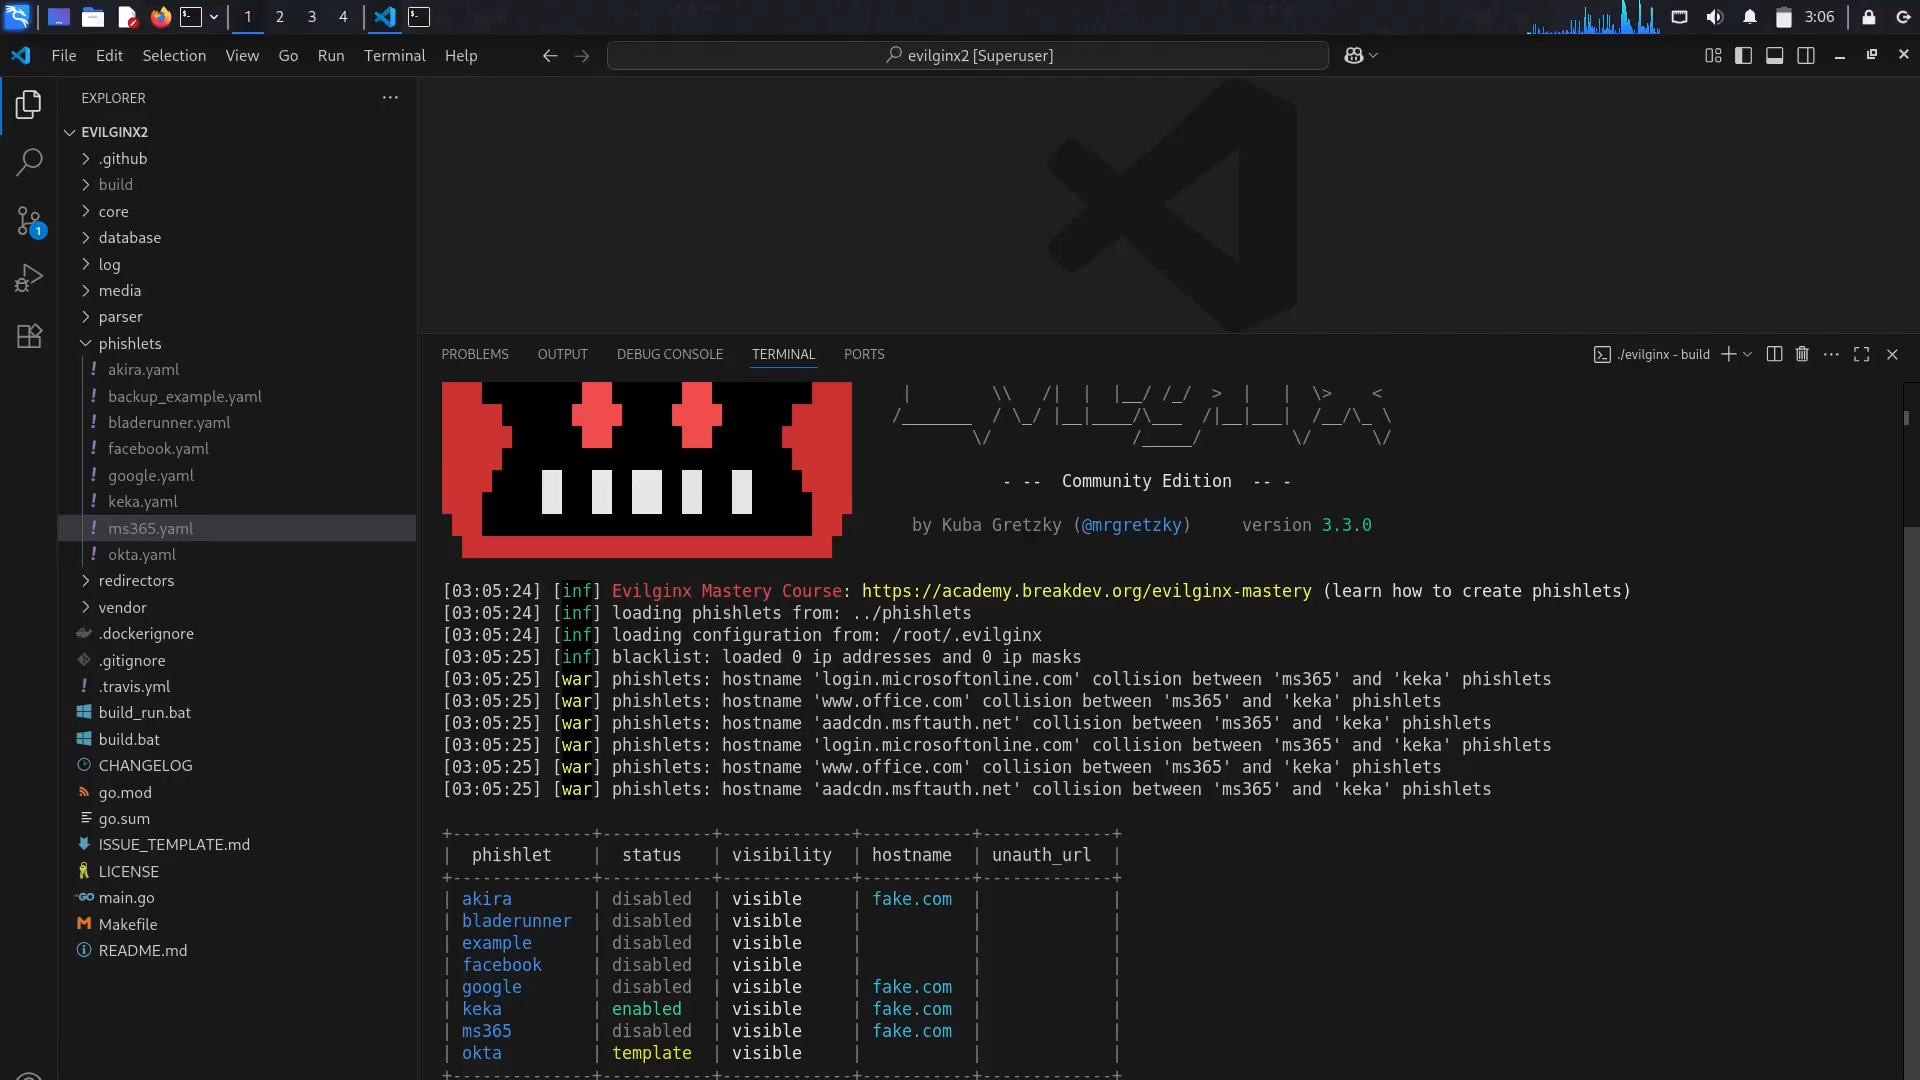 1 2 3 4 3:06
File Edit Selection View Go Run Terminal Help evilginx2 [Superuser]
EXPLORER
EVILGINX2
.github
build
core
database
log
media
parser
phishlets
! akira.yaml
! backup_example.yaml
! bladerunner.yaml
! facebook.yaml
! google.yaml
! keka.yaml
! ms365.yaml
! okta.yaml
redirectors
vendor
.dockerignore
.gitignore
! .travis.yml
build_run.bat
build.bat
CHANGELOG
go.mod
go.sum
ISSUE_TEMPLATE.md
LICENSE
main.go
Makefile
README.md
1
PROBLEMS OUTPUT DEBUG CONSOLE TERMINAL PORTS ./evilginx - build
- -- Community Edition -- -
by Kuba Gretzky (@mrgretzky) version 3.3.0
[03:05:24] [inf] Evilginx Mastery Course: https://academy.breakdev.org/evilginx-mastery (learn how to create phishlets)
[03:05:24] [inf] loading phishlets from: ../phishlets
[03:05:24] [inf] loading configuration from: /root/.evilginx
[03:05:25] [inf] blacklist: loaded 0 ip addresses and 0 ip masks
[03:05:25] [war] phishlets: hostname 'login.microsoftonline.com' collision between 'ms365' and 'keka' phishlets
[03:05:25] [war] phishlets: hostname 'www.office.com' collision between 'ms365' and 'keka' phishlets
[03:05:25] [war] phishlets: hostname 'aadcdn.msftauth.net' collision between 'ms365' and 'keka' phishlets
[03:05:25] [war] phishlets: hostname 'login.microsoftonline.com' collision between 'ms365' and 'keka' phishlets
[03:05:25] [war] phishlets: hostname 'www.office.com' collision between 'ms365' and 'keka' phishlets
[03:05:25] [war] phishlets: hostname 'aadcdn.msftauth.net' collision between 'ms365' and 'keka' phishlets
| phishlet | status | visibility | hostname | unauth_url |
| akira | disabled | visible | fake.com | |
| bladerunner | disabled | visible | | |
| example | disabled | visible | | |
| facebook | disabled | visible | | |
| google | disabled | visible | fake.com | |
| keka | enabled | visible | fake.com | |
| ms365 | disabled | visible | fake.com | |
| okta | template | visible | | |